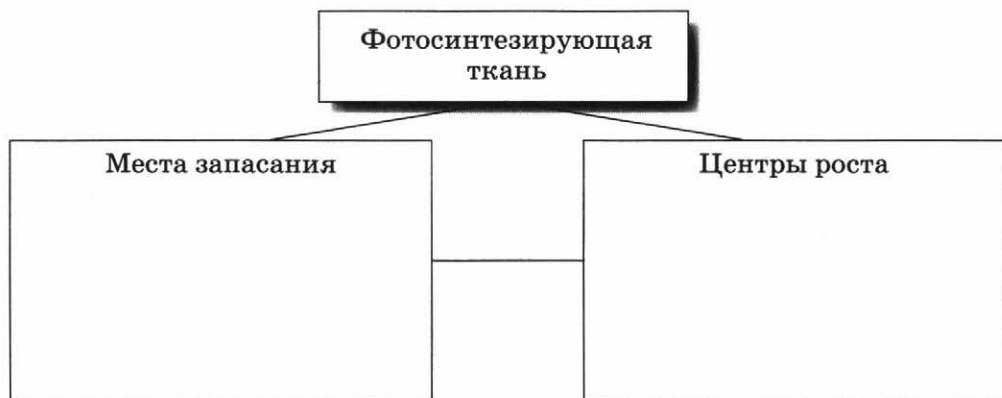 Фотосинтезирующая
ткань
Места запасания
Центры роста